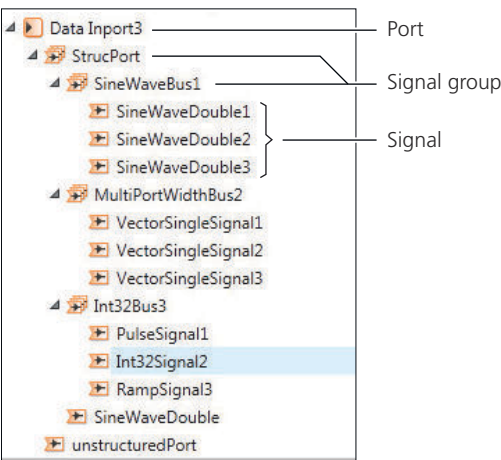 Data Inport3 Port
StrucPort
SineWaveBus1 Signal group
SineWaveDouble1
SineWaveDouble2 Signal
SineWaveDouble3
MultiPortWidthBus2
VectorSingleSignal1
VectorSingleSignal2
VectorSingleSignal3
Int32Bus3
PulseSignal1
Int32Signal2
RampSignal3
SineWaveDouble
unstructuredPort